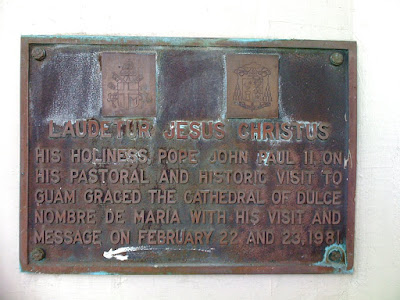 LAUDETUR JESUS CHRISTUS
HIS HOLINESS, POPE JOHN PAUL II, ON
HIS PASTORAL AND HISTORIC VISIT TO
GUAM GRACED THE CATHEDRAL OF DULCE
NOMBRE DE MARIA WITH HIS VISIT AND
MESSAGE ON FEBRUARY 22, AND 23, 1981